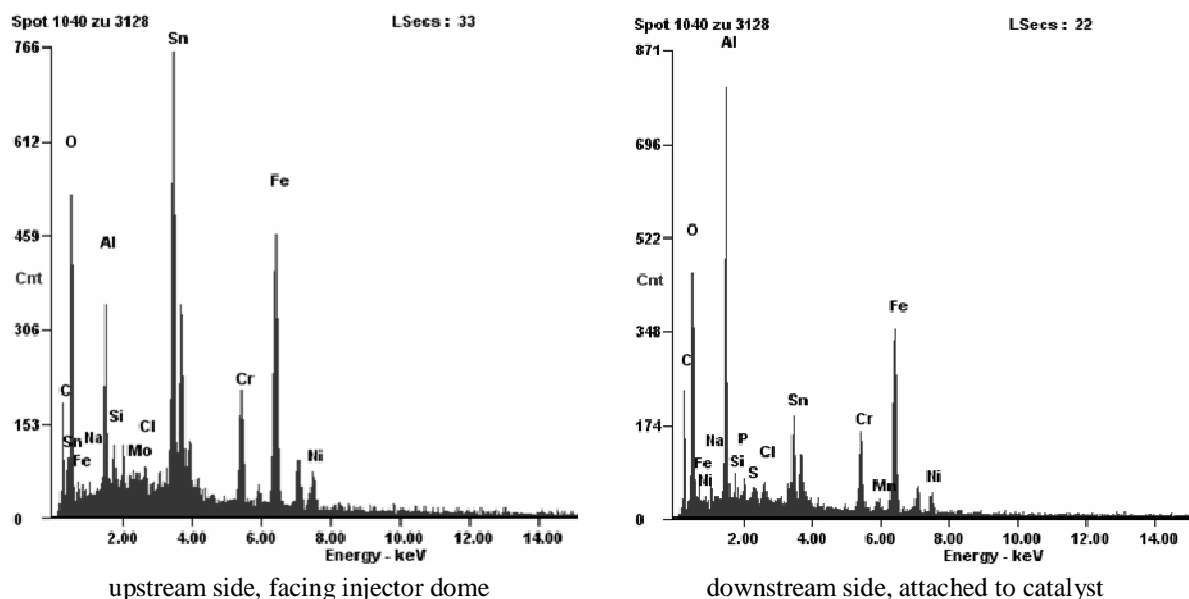 Spot 1040 zu 3128 LSecs : 33
766
612
459
Cnt
306
153
0
Sn
O
Fe
Al
Cr
C
Si
Cl
Sn
Na
Mo
Fe
Ni
2.00 4.00 6.00 8.00 10.00 12.00 14.00
Energy - keV
upstream side, facing injector dome
Spot 1040 zu 3128 LSecs : 22
871
696
522
Cnt
348
174
0
Al
O
Fe
C
Sn
Cr
Na
P
Cl
Fe
Si
S
Ni
Mn
Ni
2.00 4.00 6.00 8.00 10.00 12.00 14.00
Energy - keV
downstream side, attached to catalyst